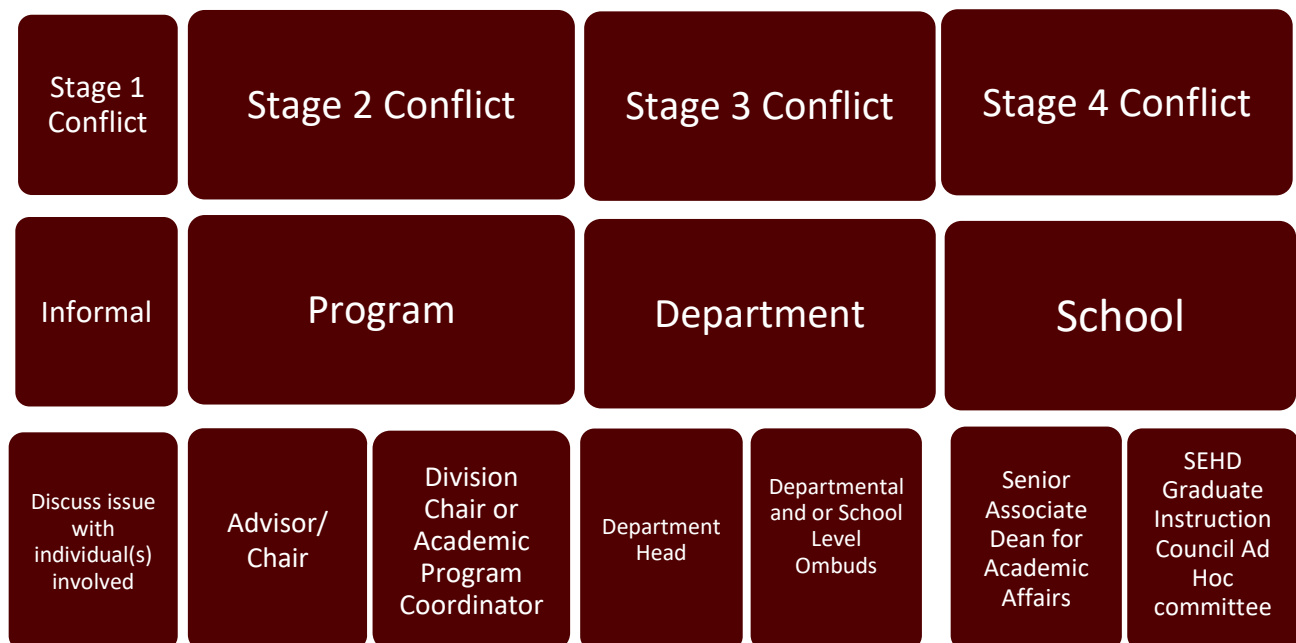 Stage 1
Conflict
Stage 2 Conflict
Stage 3 Conflict
Stage 4 Conflict
Informal
Program
Department
School
Discuss issue
with
individual(s)
involved
Advisor/
Chair
Division
Chair or
Academic
Program
Coordinator
Department
Head
Departmental
and or School
Level
Ombuds
Senior
Associate
Dean for
Academic
Affairs
SEHD
Graduate
Instruction
Council Ad
Hoc
committee